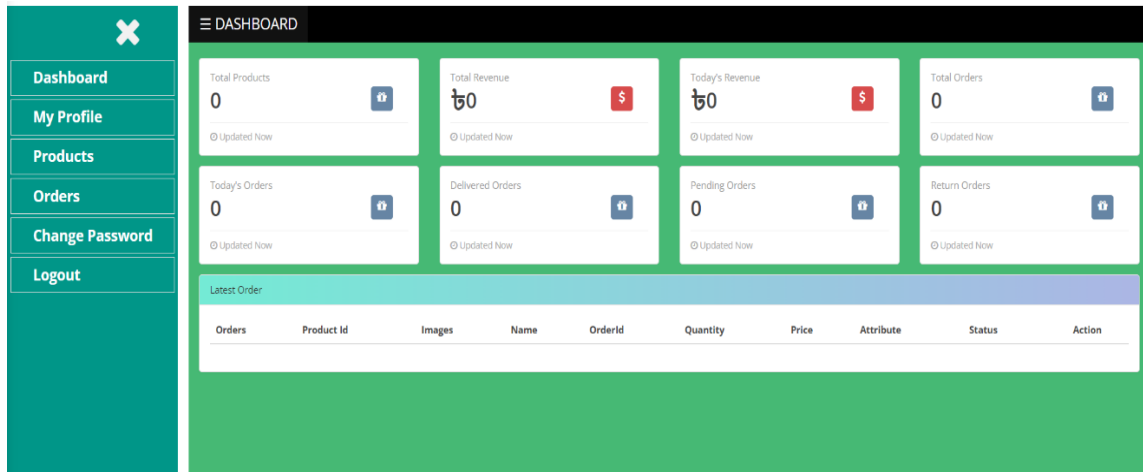 ☰ DASHBOARD
Dashboard
My Profile
Products
Orders
Change Password
Logout
Total Products
0
Updated Now
Total Revenue
৳0
Updated Now
Today's Revenue
৳0
Updated Now
Total Orders
0
Updated Now
Today's Orders
0
Updated Now
Delivered Orders
0
Updated Now
Pending Orders
0
Updated Now
Return Orders
0
Updated Now
Latest Order
Orders Product Id Images Name OrderId Quantity Price Attribute Status Action